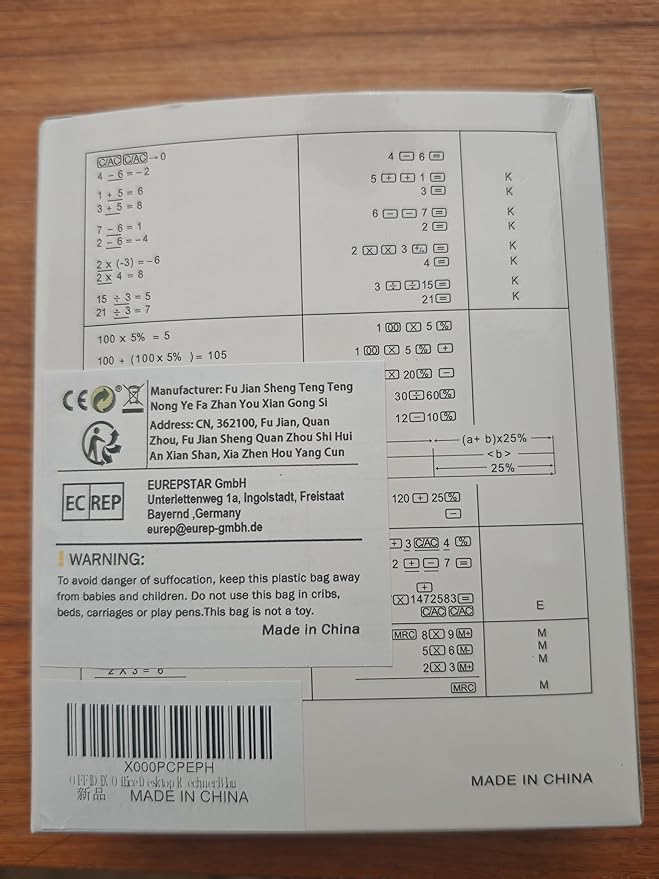 C/AC C/AC → 0
4 - 6 = -2
4 - 6 =
1 + 5 = 6
5 + + 1 = K
3 + 5 = 8
3 = K
7 - 6 = 1
6 - - 7 = K
2 - 6 = -4
2 = K
2 x (-3) = -6
2 X X 3 +/- = K
2 x 4 = 8
4 = K
15 ÷ 3 = 5
3 ÷ ÷ 15 = K
21 ÷ 3 = 7
21 = K
100 x 5% = 5
1 00 X 5 %
100 + (100 x 5% ) = 105
1 00 X 5 % +
X 20 % -
30 ÷ 60 %
12 - 10 %
(a+ b)x25%
<b>
25%
120 + 25 %
-
+ 3 C/AC 4 %
2 + - 7 =
+
X 1472583 =
C/AC C/AC E
MRC 8 X 9 M+ M
5 X 6 M- M
2 X 3 M+ M
2 X 3 = 6
MRC M
CE
Manufacturer: Fu Jian Sheng Teng Teng
Nong Ye Fa Zhan You Xian Gong Si
Address: CN, 362100, Fu Jian, Quan
Zhou, Fu Jian Sheng Quan Zhou Shi Hui
An Xian Shan, Xia Zhen Hou Yang Cun
EC REP
EUREPSTAR GmbH
Unterlettenweg 1a, Ingolstadt, Freistaat
Bayernd ,Germany
eurep@eurep-gmbh.de
! WARNING:
To avoid danger of suffocation, keep this plastic bag away
from babies and children. Do not use this bag in cribs,
beds, carriages or play pens.This bag is not a toy.
Made in China
X000PCPEPH
Office Desktop Rechner Blau
新品 MADE IN CHINA
MADE IN CHINA